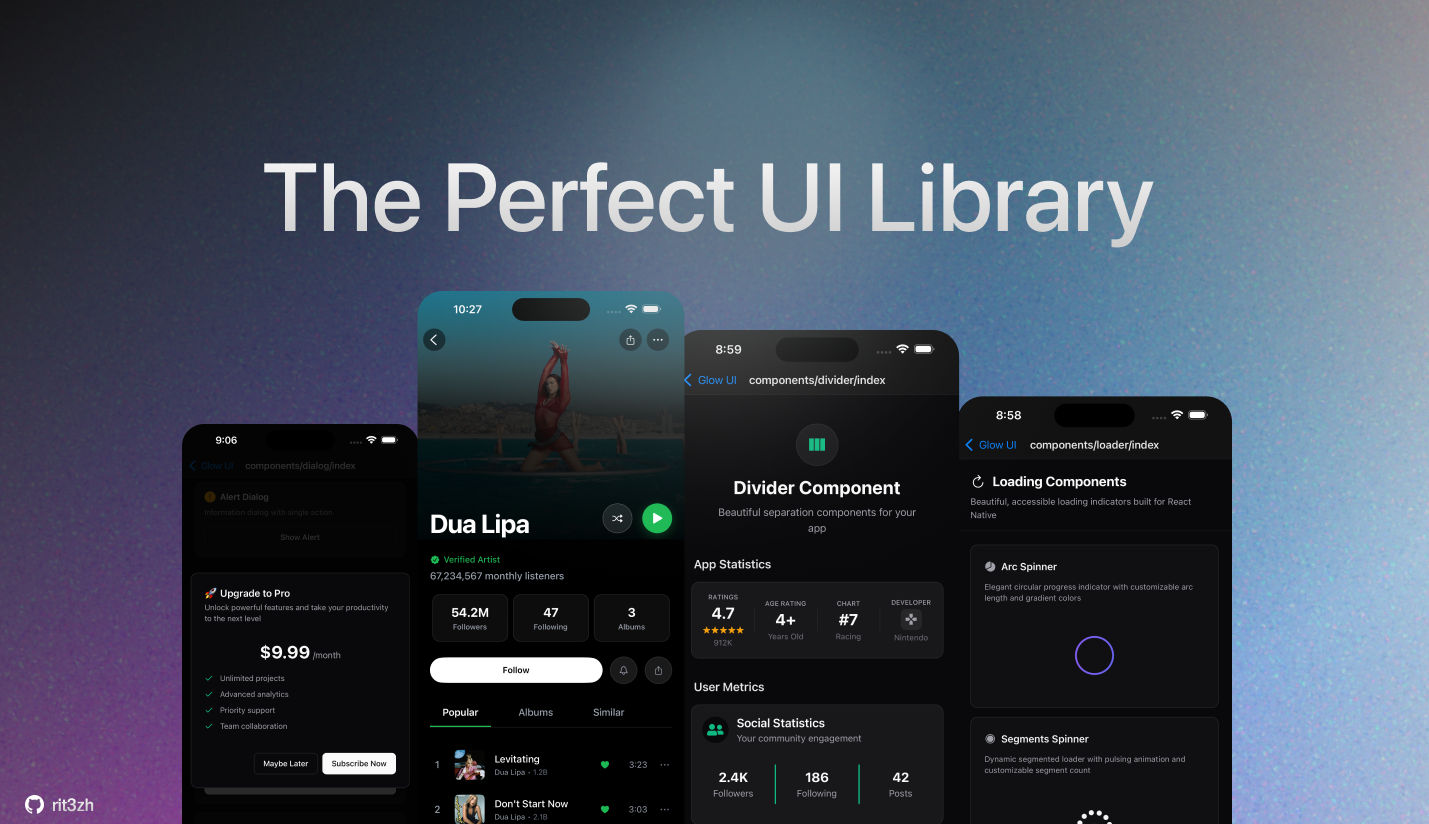 The Perfect UI Library
9:06
Glow UI
components/dialog/index
Alert Dialog
Information dialog with single action
Show Alert
🚀 Upgrade to Pro
Unlock powerful features and take your productivity
to the next level
$9.99 /month
Unlimited projects
Advanced analytics
Priority support
Team collaboration
Maybe Later
Subscribe Now
10:27
Dua Lipa
Verified Artist
67,234,567 monthly listeners
54.2M
Followers
47
Following
3
Albums
Follow
Popular
Albums
Similar
1
Levitating
Dua Lipa • 1.2B
3:23
2
Don't Start Now
Dua Lipa • 2.1B
3:03
8:59
Glow UI
components/divider/index
Divider Component
Beautiful separation components for your
app
App Statistics
RATINGS
4.7
★★★★★
912K
AGE RATING
4+
Years Old
CHART
#7
Racing
DEVELOPER
Nintendo
User Metrics
Social Statistics
Your community engagement
2.4K
Followers
186
Following
42
Posts
8:58
Glow UI
components/loader/index
Loading Components
Beautiful, accessible loading indicators built for React
Native
Arc Spinner
Elegant circular progress indicator with customizable arc
length and gradient colors
Segments Spinner
Dynamic segmented loader with pulsing animation and
customizable segment count
rit3zh